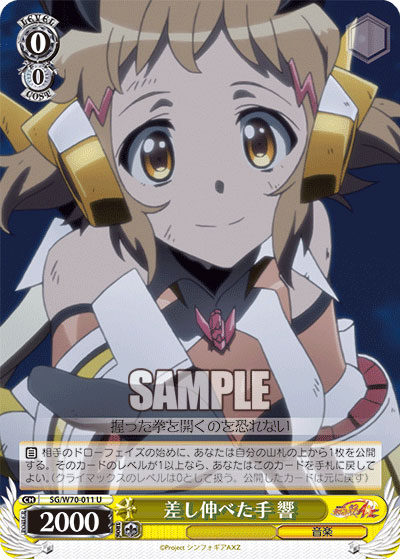 LEVEL
0
0
COST
SAMPLE
握った拳を開くのを恐れない
相手のドローフェイズの始めに、あなたは自分の山札の上から1枚を公開
する。そのカードのレベルが1以上なら、あなたはこのカードを手札に戻して
よい。(クライマックスのレベルは0として扱う。公開したカードは元に戻す)
CH
SG/W70-011 U
2000
差し伸べた手 響
音楽
©Project シンフォギアAXZ